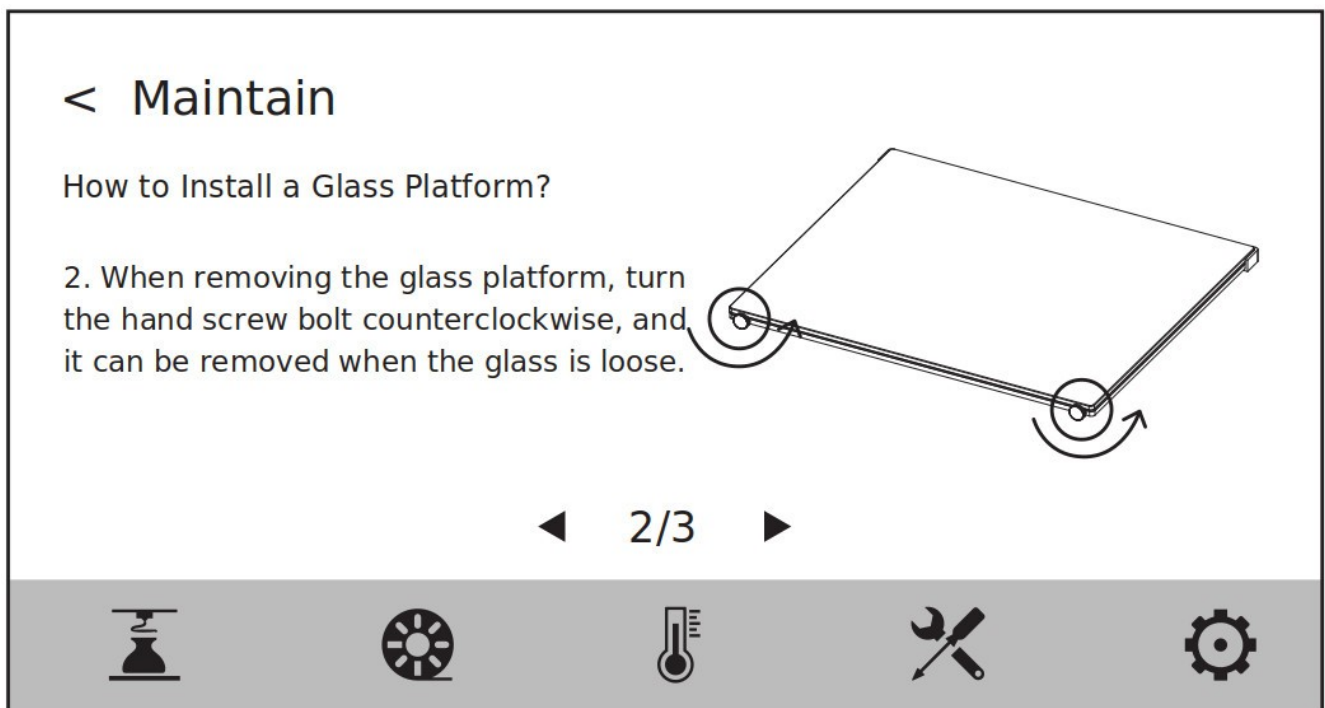 < Maintain
How to Install a Glass Platform?
2. When removing the glass platform, turn
the hand screw bolt counterclockwise, and
it can be removed when the glass is loose.
2/3